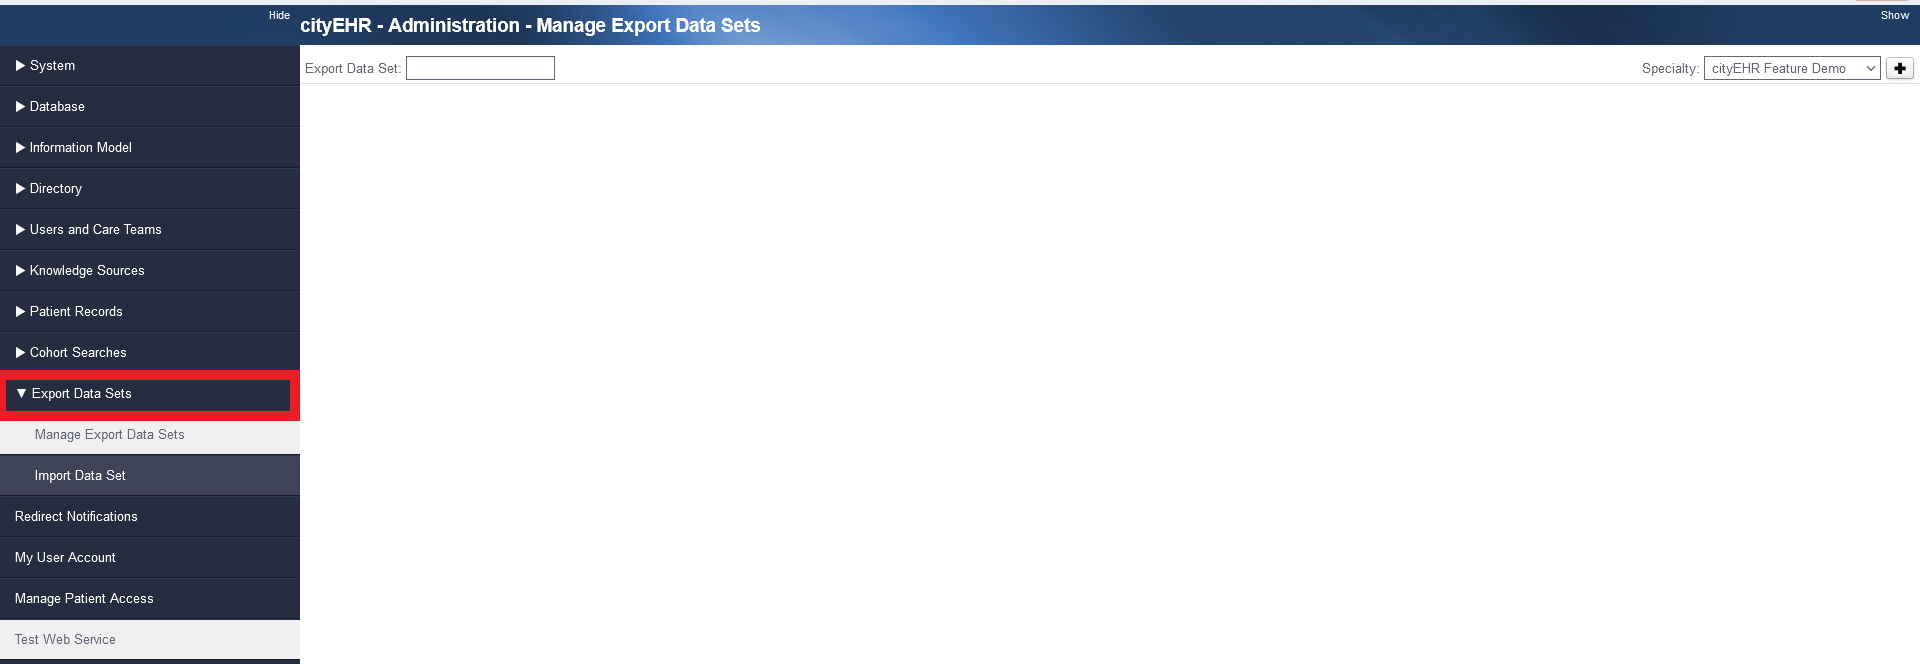 Hide
cityEHR - Administration - Manage Export Data Sets
Show
Export Data Set:
Specialty: cityEHR Feature Demo
System
Database
Information Model
Directory
Users and Care Teams
Knowledge Sources
Patient Records
Cohort Searches
Export Data Sets
Manage Export Data Sets
Import Data Set
Redirect Notifications
My User Account
Manage Patient Access
Test Web Service